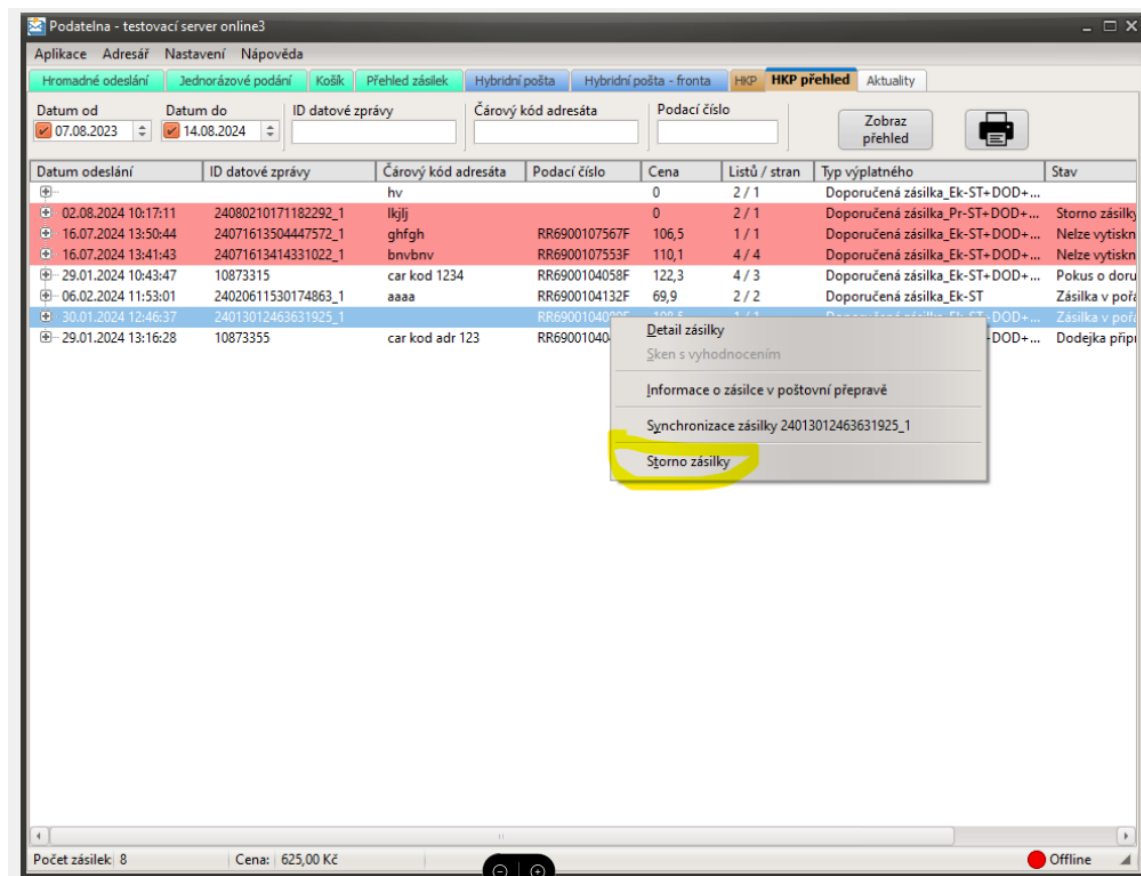 Podatelna - testovací server online3
Aplikace Adresář Nastavení Nápověda
Hromadné odeslání Jednorázové podání Košík Přehled zásilek Hybridní pošta Hybridní pošta - fronta HKP HKP přehled Aktuality
Datum od Datum do ID datové zprávy Čárový kód adresáta Podací číslo
07.08.2023 14.08.2024 Zobraz přehled
Datum odeslání ID datové zprávy Čárový kód adresáta Podací číslo Cena Listů / stran Typ výplatného Stav
hv 0 2 / 1 Doporučená zásilka_Ek-ST+DOD+...
02.08.2024 10:17:11 24080210171182292_1 lkjlj 0 2 / 1 Doporučená zásilka_Pr-ST+DOD+... Storno zásilky
16.07.2024 13:50:44 24071613504447572_1 ghfgh RR6900107567F 106,5 1 / 1 Doporučená zásilka_Ek-ST+DOD+... Nelze vytiskn
16.07.2024 13:41:43 24071613414331022_1 bnvbnv RR6900107553F 110,1 4 / 4 Doporučená zásilka_Ek-ST+DOD+... Nelze vytiskn
29.01.2024 10:43:47 10873315 car kod 1234 RR6900104058F 122,3 4 / 3 Doporučená zásilka_Ek-ST+DOD+... Pokus o doru
06.02.2024 11:53:01 24020611530174863_1 aaaa RR6900104132F 69,9 2 / 2 Doporučená zásilka_Ek-ST Zásilka v poř
30.01.2024 12:46:37 24013012463631925_1 Zásilka v poř
29.01.2024 13:16:28 10873355 car kod adr 123 RR690010404 DOD+... Dodejka přip
Detail zásilky
Sken s vyhodnocením
Informace o zásilce v poštovní přepravě
Synchronizace zásilky 24013012463631925_1
Storno zásilky
Počet zásilek 8 Cena: 625,00 Kč Offline